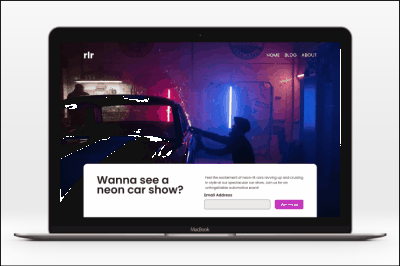 rlr
HOME BLOG ABOUT
Wanna see a
neon car show?
Feel the excitement of neon-lit cars revving up and cruising
in style at our spectacular car show. Join us for an
unforgettable automotive event!
Email Address
MacBook